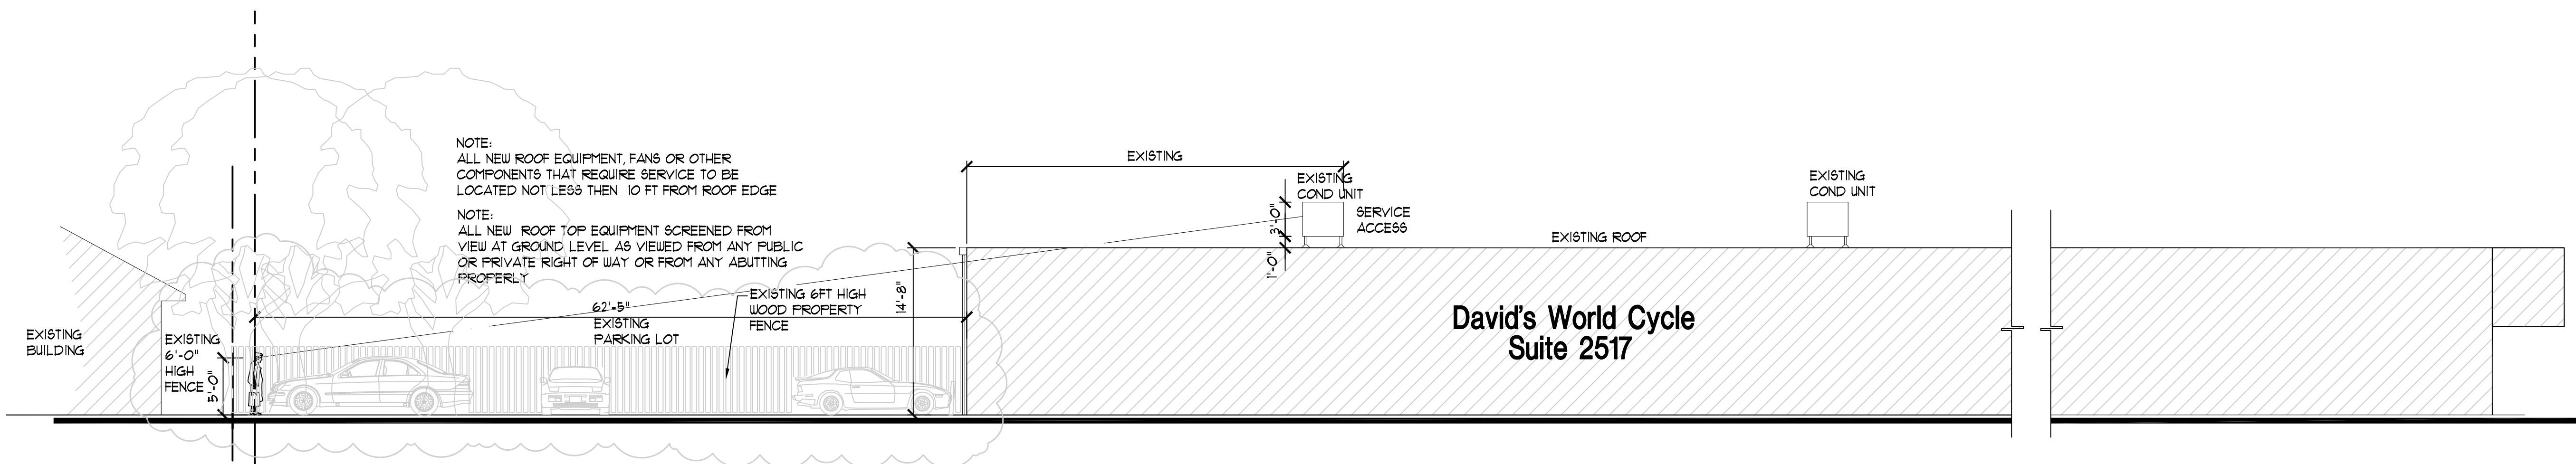 NOTE:
ALL NEW ROOF EQUIPMENT, FANS OR OTHER
COMPONENTS THAT REQUIRE SERVICE TO BE
LOCATED NOT LESS THEN 10 FT FROM ROOF EDGE
NOTE:
ALL NEW ROOF TOP EQUIPMENT SCREENED FROM
VIEW AT GROUND LEVEL AS VIEWED FROM ANY PUBLIC
OR PRIVATE RIGHT OF WAY OR FROM ANY ABUTTING
PROPERLY
EXISTING
BUILDING
EXISTING
6'-0"
HIGH
FENCE
5'-0"
62'-5"
EXISTING
PARKING LOT
EXISTING 6FT HIGH
WOOD PROPERTY
FENCE
14'-8"
EXISTING
EXISTING
COND UNIT
3'-0"
SERVICE
ACCESS
1'-0"
EXISTING ROOF
EXISTING
COND UNIT
David's World Cycle
Suite 2517